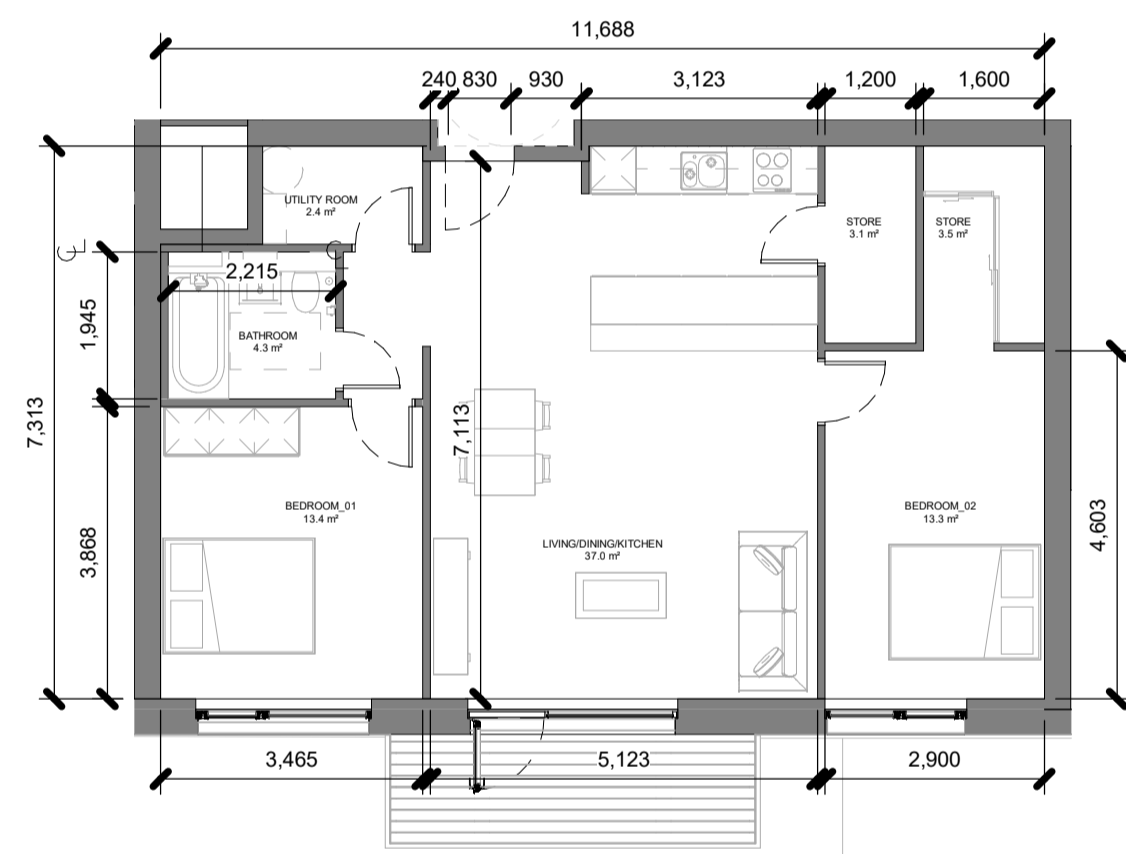 11,688
240 830 930 3,123 1,200 1,600
UTILITY ROOM
2.4 m²
STORE
3.1 m²
STORE
3.5 m²
CL
2,215
1,945
BATHROOM
4.3 m²
7,313
7,113
BEDROOM_01
13.4 m²
BEDROOM_02
13.3 m²
4,603
3,868
LIVING/DINING/KITCHEN
37.0 m²
3,465 5,123 2,900